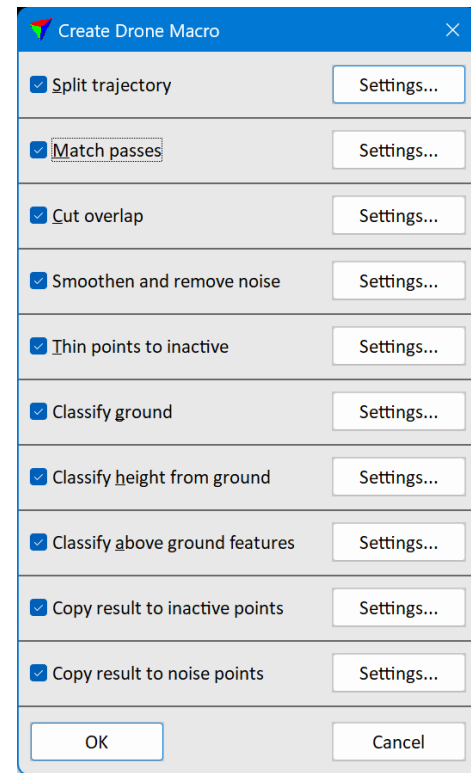 Create Drone Macro
Split trajectory Settings...
Match passes Settings...
Cut overlap Settings...
Smoothen and remove noise Settings...
Thin points to inactive Settings...
Classify ground Settings...
Classify height from ground Settings...
Classify above ground features Settings...
Copy result to inactive points Settings...
Copy result to noise points Settings...
OK Cancel